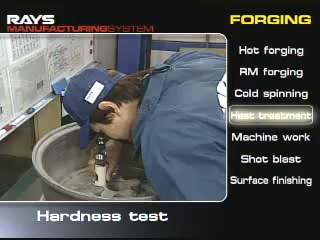 RAYS
MANUFACTURING SYSTEM
FORGING
Hot forging
RM forging
Cold spinning
Heat treatment
Machine work
Shot blast
Surface finishing
Hardness test